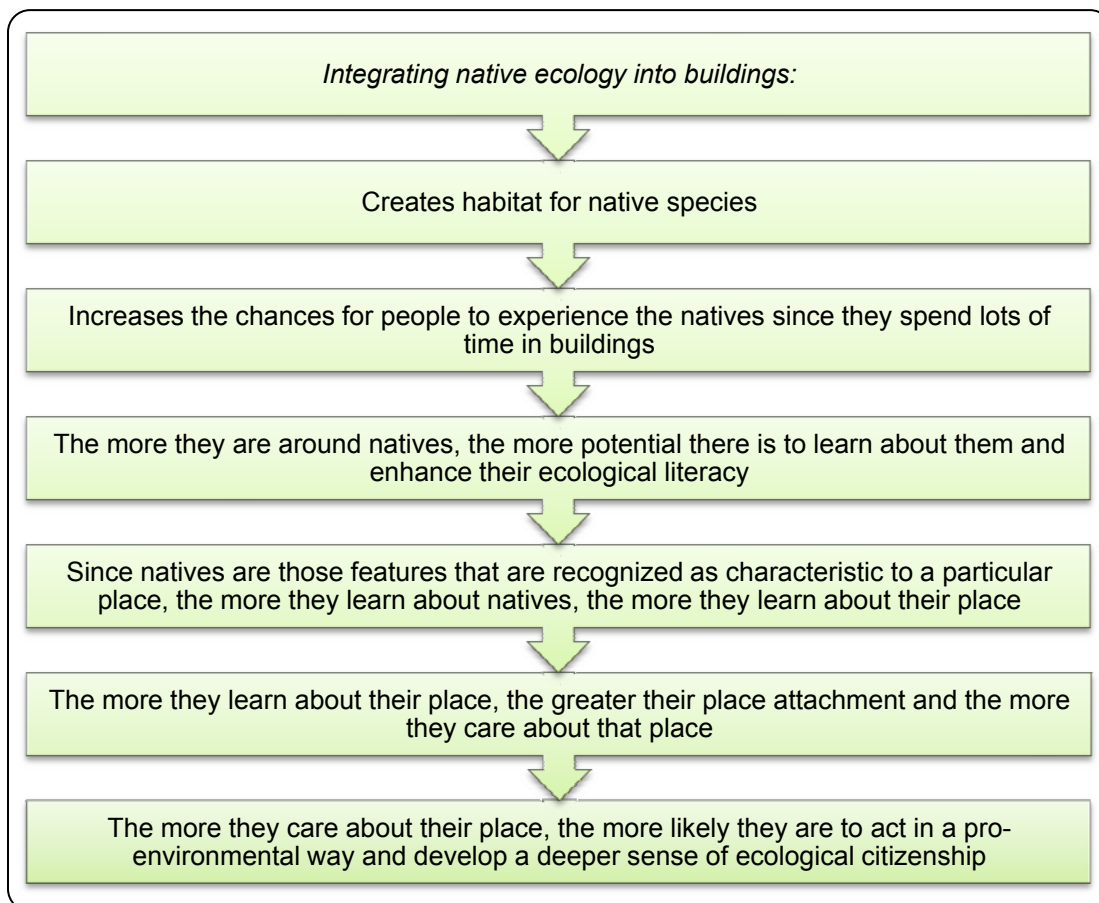 Integrating native ecology into buildings:
Creates habitat for native species
Increases the chances for people to experience the natives since they spend lots of
time in buildings
The more they are around natives, the more potential there is to learn about them and
enhance their ecological literacy
Since natives are those features that are recognized as characteristic to a particular
place, the more they learn about natives, the more they learn about their place
The more they learn about their place, the greater their place attachment and the more
they care about that place
The more they care about their place, the more likely they are to act in a pro-
environmental way and develop a deeper sense of ecological citizenship